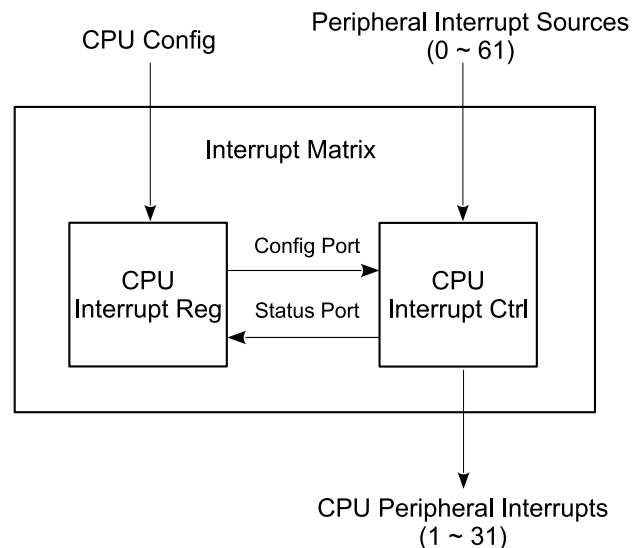 CPU Config
Peripheral Interrupt Sources
(0 ~ 61)
Interrupt Matrix
CPU
Interrupt Reg
Config Port
Status Port
CPU
Interrupt Ctrl
CPU Peripheral Interrupts
(1 ~ 31)